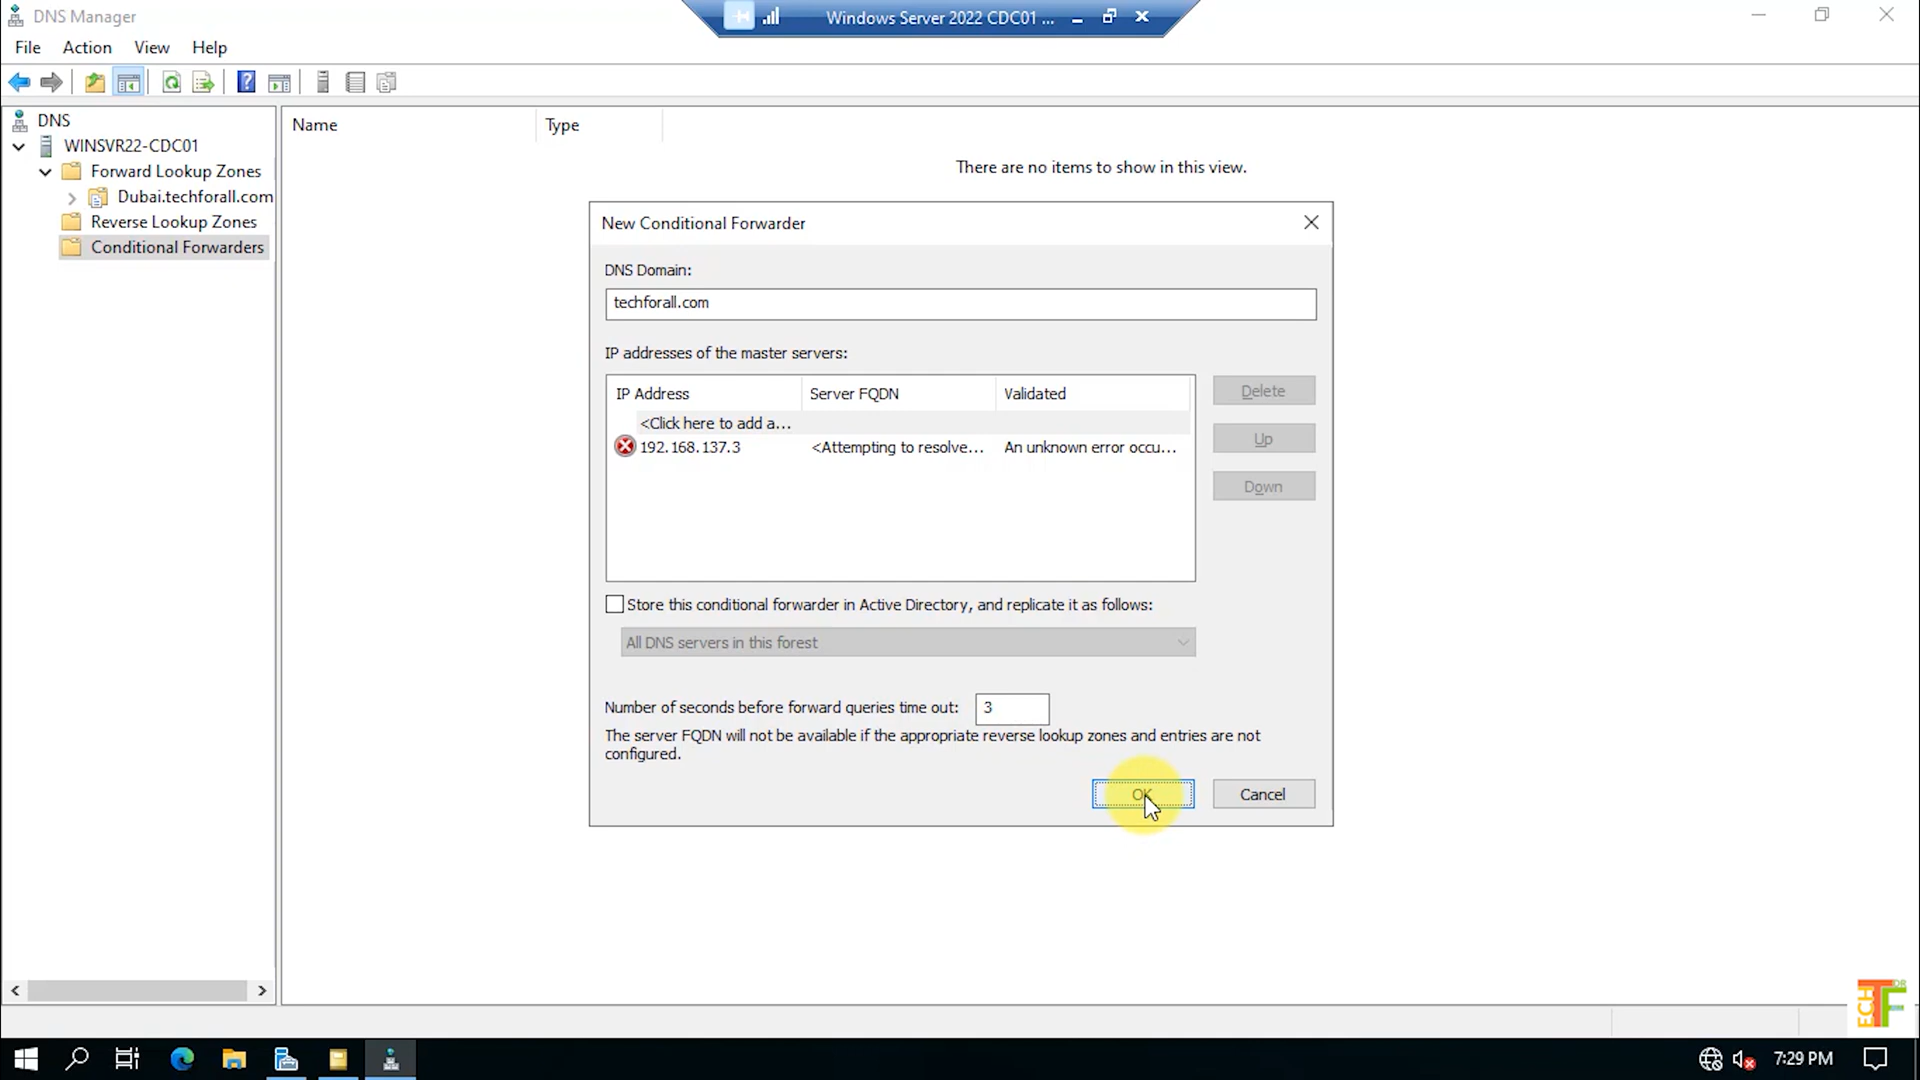 DNS Manager
Windows Server 2022 CDC01 ...
File Action View Help
DNS
WINSVR22-CDC01
Forward Lookup Zones
Dubai.techforall.com
Reverse Lookup Zones
Conditional Forwarders
Name Type
There are no items to show in this view.
New Conditional Forwarder
DNS Domain:
techforall.com
IP addresses of the master servers:
IP Address Server FQDN Validated
<Click here to add a...
192.168.137.3 <Attempting to resolve... An unknown error occu...
Delete
Up
Down
Store this conditional forwarder in Active Directory, and replicate it as follows:
All DNS servers in this forest
Number of seconds before forward queries time out: 3
The server FQDN will not be available if the appropriate reverse lookup zones and entries are not
configured.
OK Cancel
7:29 PM